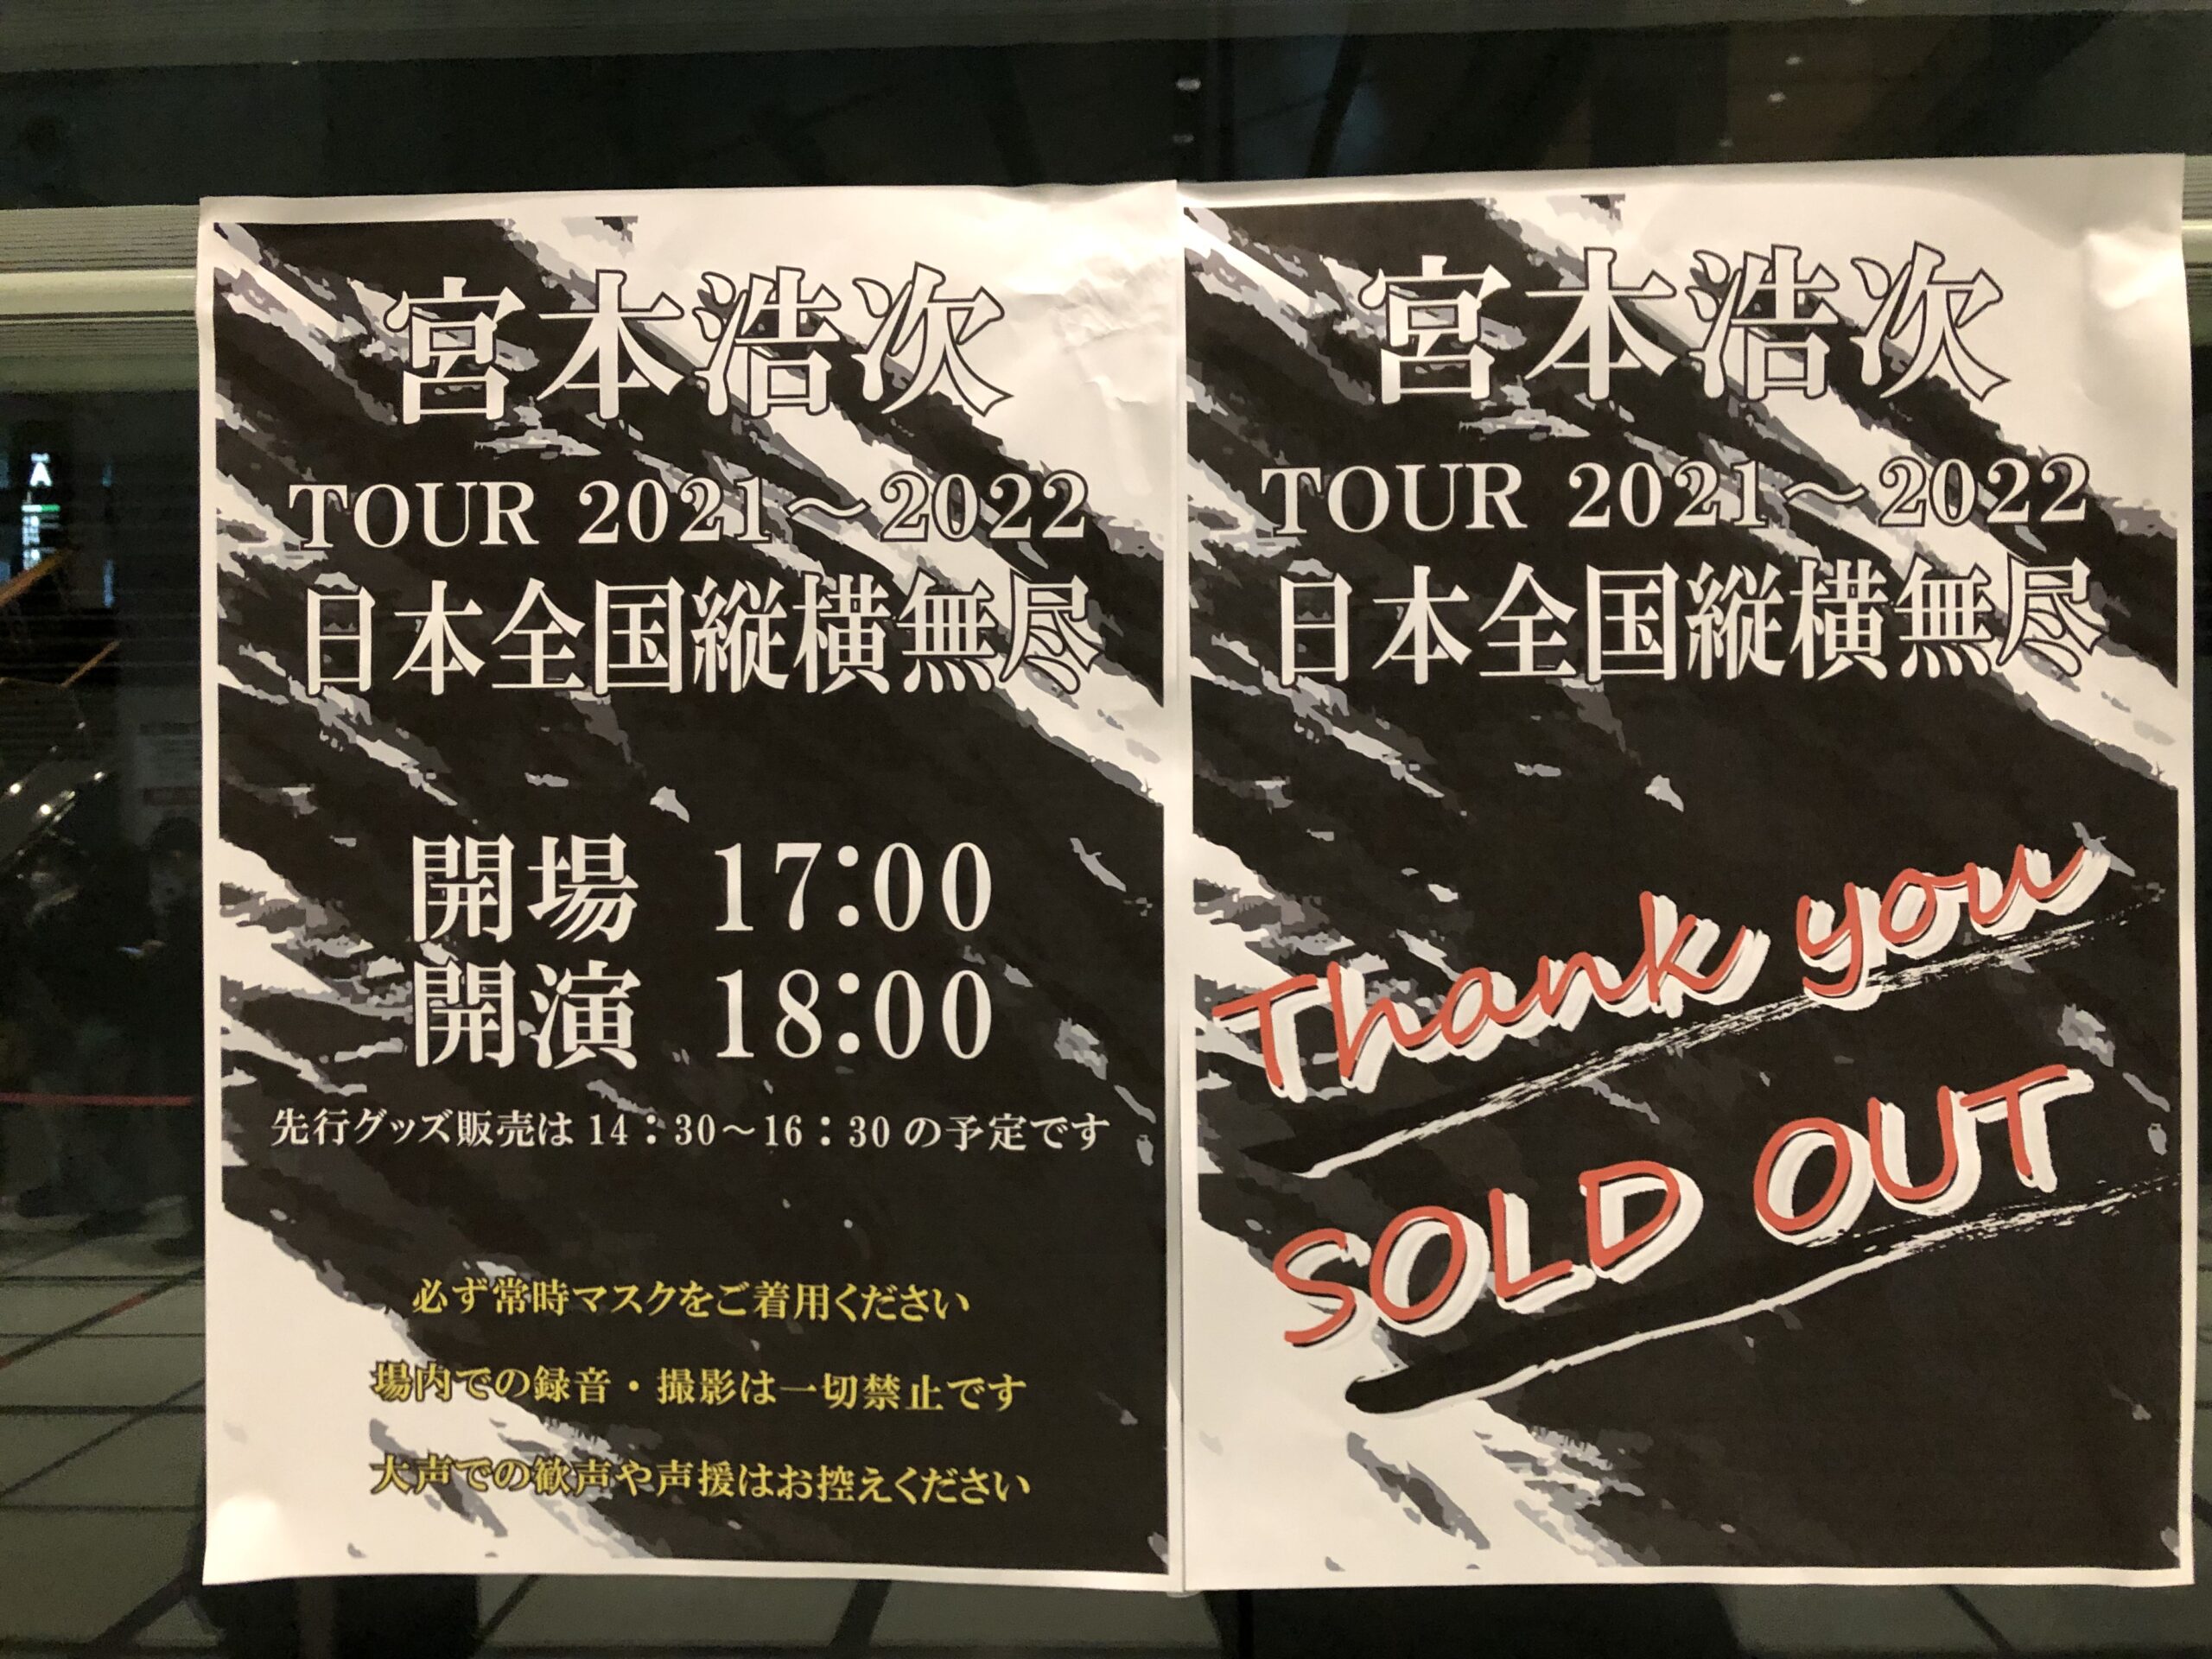 宮本浩次
TOUR 2021～2022
日本全国縦横無尽
開場 17:00
開演 18:00
先行グッズ販売は 14：30～16：30 の予定です
必ず常時マスクをご着用ください
場内での録音・撮影は一切禁止です
大声での歓声や声援はお控えください
宮本浩次
TOUR 2021～2022
日本全国縦横無尽
Thank you
SOLD OUT